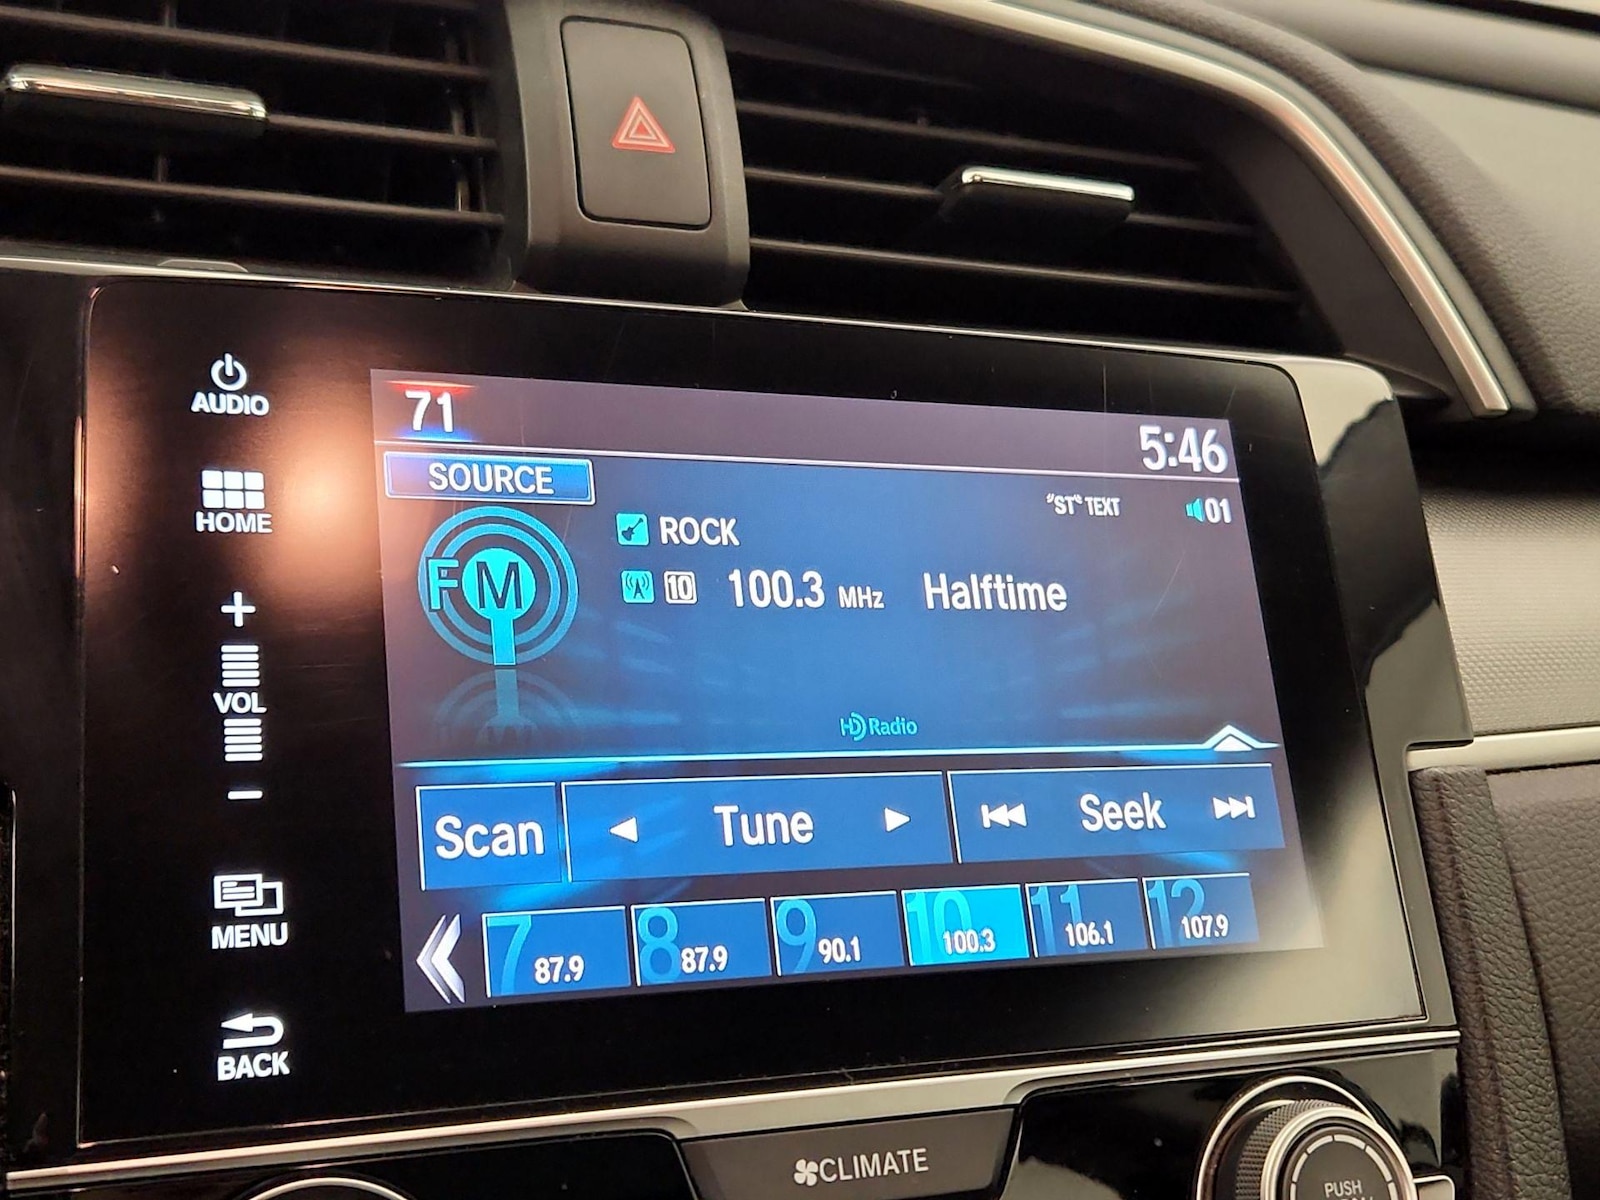 AUDIO
HOME
+
VOL
−
MENU
BACK
71
5:46
SOURCE
"ST" TEXT
01
FM
ROCK
10 100.3 MHz Halftime
HD Radio
Scan
Tune
Seek
7 87.9
8 87.9
9 90.1
10 100.3
11 106.1
12 107.9
CLIMATE
PUSH